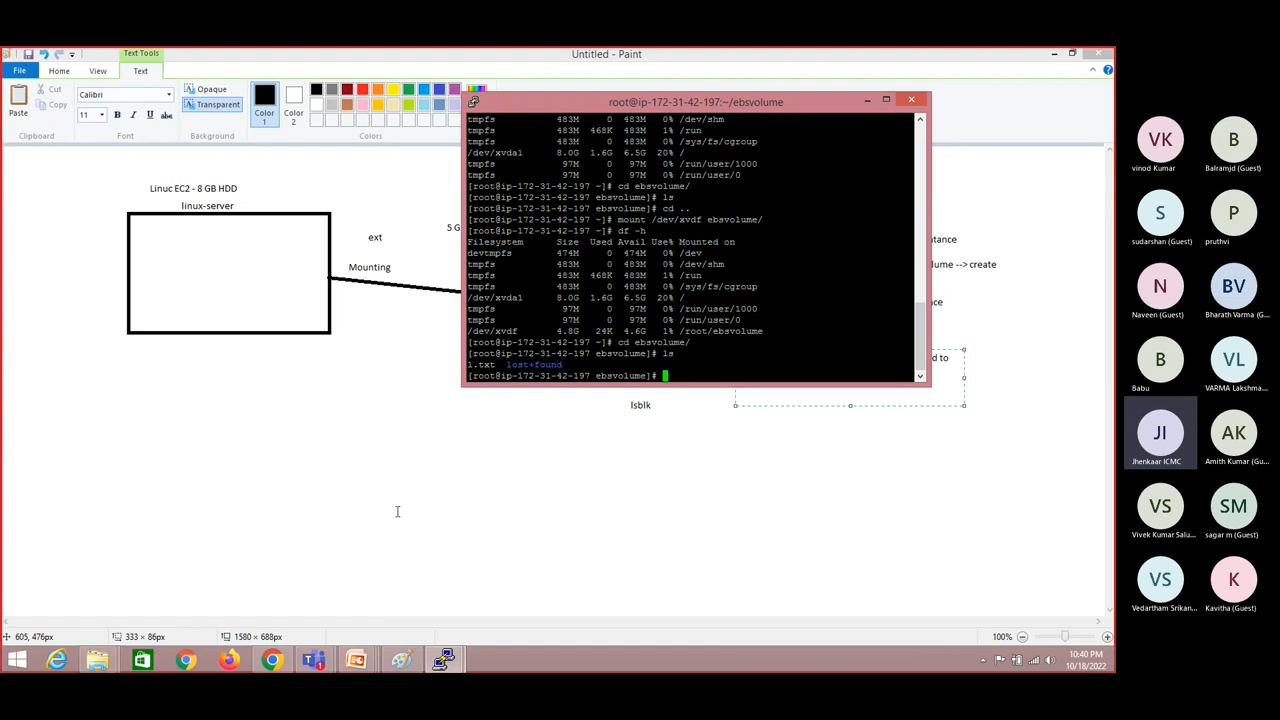 Text Tools
Untitled - Paint
File
Home
View
Text
Paste
Cut
Copy
Clipboard
Calibri
11
B
I
U
abc
Font
Opaque
Transparent
Background
Color
1
Color
2
Colors
root@ip-172-31-42-197:~/ebsvolume
tmpfs 483M 0 483M 0% /dev/shm
tmpfs 483M 468K 483M 1% /run
tmpfs 483M 0 483M 0% /sys/fs/cgroup
/dev/xvda1 8.0G 1.6G 6.5G 20% /
tmpfs 97M 0 97M 0% /run/user/1000
tmpfs 97M 0 97M 0% /run/user/0
[root@ip-172-31-42-197 ~]# cd ebsvolume/
[root@ip-172-31-42-197 ebsvolume]# ls
[root@ip-172-31-42-197 ebsvolume]# cd ..
[root@ip-172-31-42-197 ~]# mount /dev/xvdf ebsvolume/
[root@ip-172-31-42-197 ~]# df -h
Filesystem Size Used Avail Use% Mounted on
devtmpfs 474M 0 474M 0% /dev
tmpfs 483M 0 483M 0% /dev/shm
tmpfs 483M 468K 483M 1% /run
tmpfs 483M 0 483M 0% /sys/fs/cgroup
/dev/xvda1 8.0G 1.6G 6.5G 20% /
tmpfs 97M 0 97M 0% /run/user/1000
tmpfs 97M 0 97M 0% /run/user/0
/dev/xvdf 4.8G 24K 4.6G 1% /root/ebsvolume
[root@ip-172-31-42-197 ~]# cd ebsvolume/
[root@ip-172-31-42-197 ebsvolume]# ls
1.txt lost+found
[root@ip-172-31-42-197 ebsvolume]#
Linuc EC2 - 8 GB HDD
linux-server
ext
5 G
Mounting
tance
lume --> create
nce
d to
lsblk
605, 476px
333 × 86px
1580 × 688px
100%
10:40 PM
10/18/2022
VK
vinod Kumar
B
Balramjd (Guest)
S
sudarshan (Guest)
P
pruthvi
N
Naveen (Guest)
BV
Bharath Varma (Guest)
B
Babu
VL
VARMA Lakshma...
JI
Jhenkaar ICMC
AK
Amith Kumar (Gu...
VS
Vivek Kumar Salu...
SM
sagar m (Guest)
VS
Vedartham Srikan...
K
Kavitha (Guest)